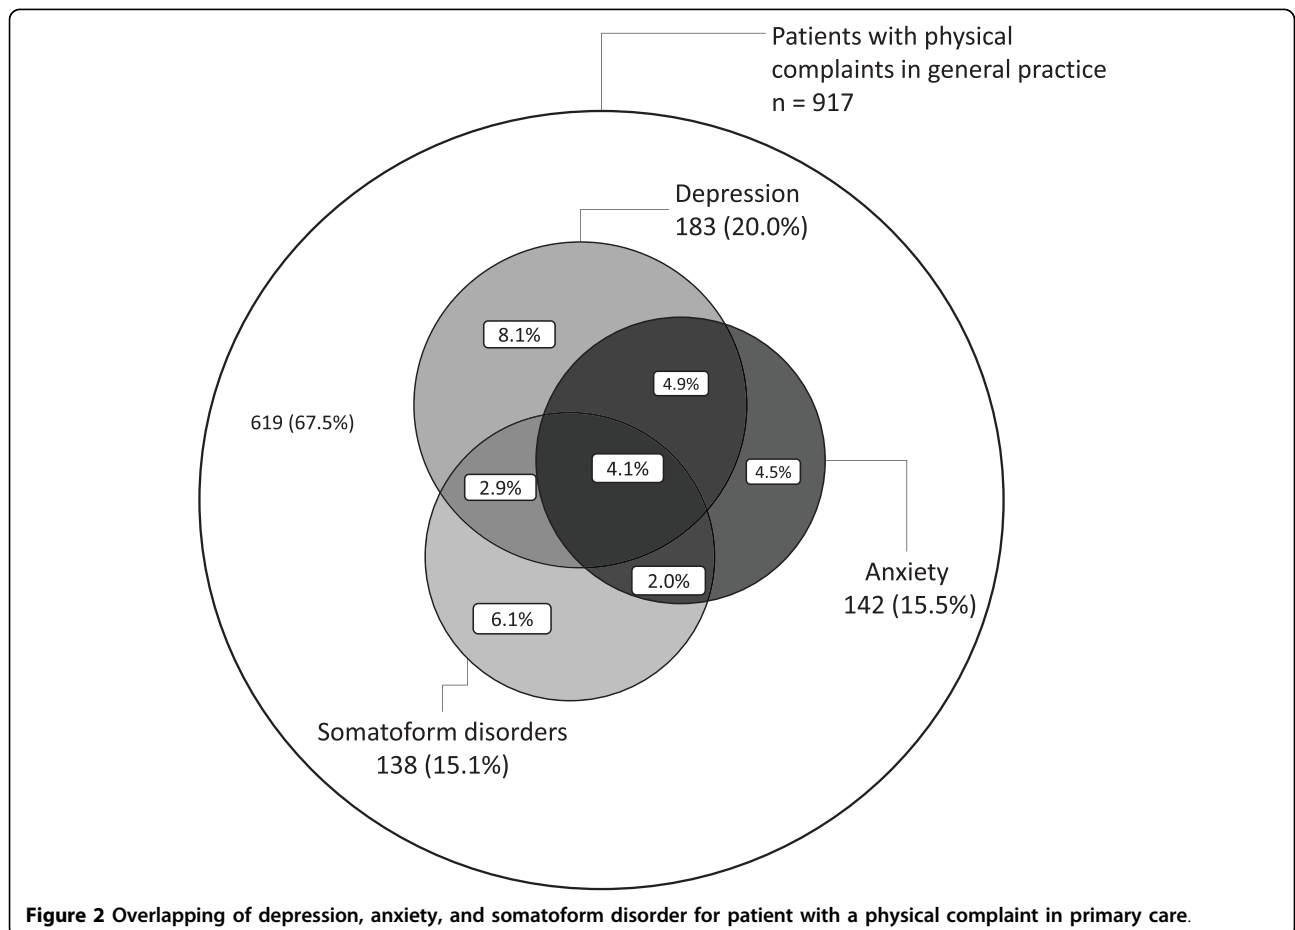 Patients with physical
complaints in general practice
n = 917
Depression
183 (20.0%)
8.1%
4.9%
619 (67.5%)
4.1%
4.5%
2.9%
2.0%
Anxiety
142 (15.5%)
6.1%
Somatoform disorders
138 (15.1%)
Figure 2 Overlapping of depression, anxiety, and somatoform disorder for patient with a physical complaint in primary care.